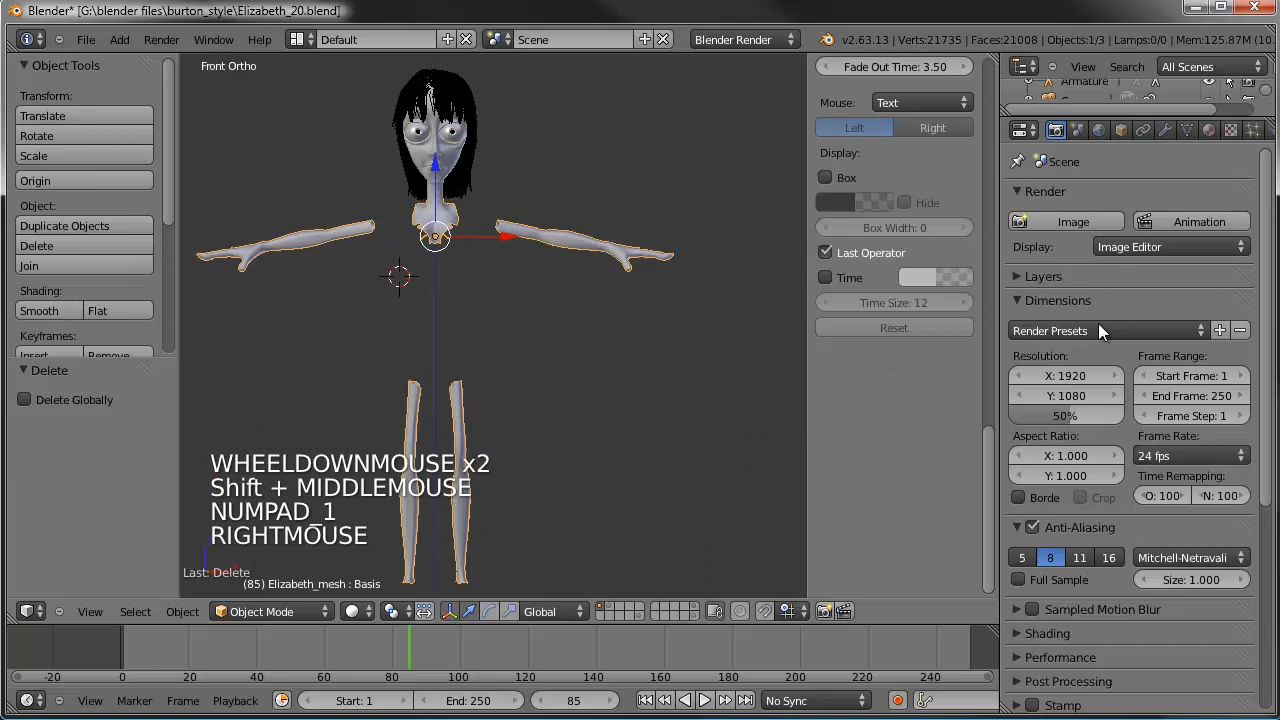 Blender* [G:\blender files\burton_style\Elizabeth_20.blend]
File Add Render Window Help Default Scene Blender Render v2.63.13 | Verts:21735 | Faces:21008 | Objects:1/3 | Lamps:0/0 | Mem:125.87M (10.
Object Tools
Transform:
Translate
Rotate
Scale
Origin
Object:
Duplicate Objects
Delete
Join
Shading:
Smooth Flat
Keyframes:
Insert Remove
Delete
Delete Globally
Front Ortho
WHEELDOWNMOUSE x2
Shift + MIDDLEMOUSE
NUMPAD_1
RIGHTMOUSE
Last: Delete
(85) Elizabeth_mesh : Basis
View Select Object Object Mode Global
Fade Out Time: 3.50
Mouse: Text
Left Right
Display:
Box
Hide
Box Width: 0
Last Operator
Time
Time Size: 12
Reset
View Search All Scenes
Armature
Scene
Render
Image Animation
Display: Image Editor
Layers
Dimensions
Render Presets
Resolution: Frame Range:
X: 1920 Start Frame: 1
Y: 1080 End Frame: 250
50% Frame Step: 1
Aspect Ratio: Frame Rate:
X: 1.000 24 fps
Y: 1.000 Time Remapping:
Borde Crop O: 100 N: 100
Anti-Aliasing
5 8 11 16 Mitchell-Netravali
Full Sample Size: 1.000
Sampled Motion Blur
Shading
Performance
Post Processing
Stamp
-20 0 20 40 60 80 100 120 140 160 180 200 220 240
View Marker Frame Playback Start: 1 End: 250 85 No Sync